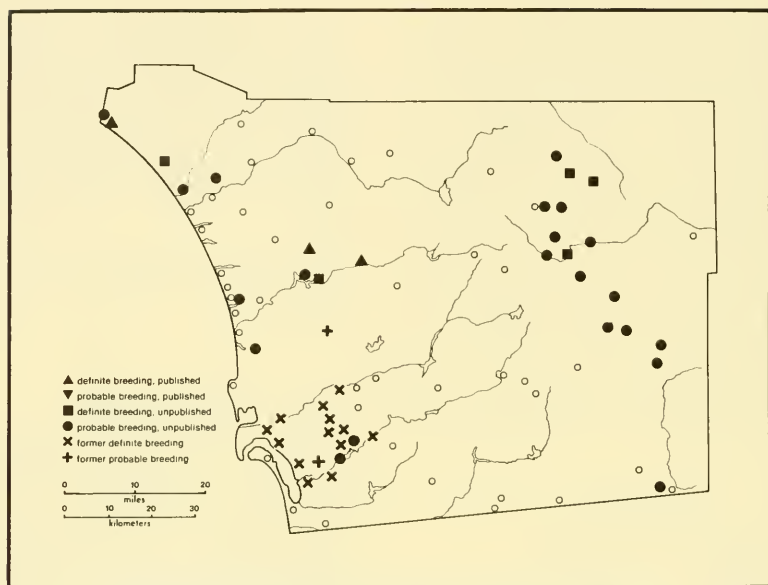 definite breeding, published
probable breeding, published
definite breeding, unpublished
probable breeding, unpublished
former definite breeding
former probable breeding
0 10 20
miles
0 10 20 30
kilometers